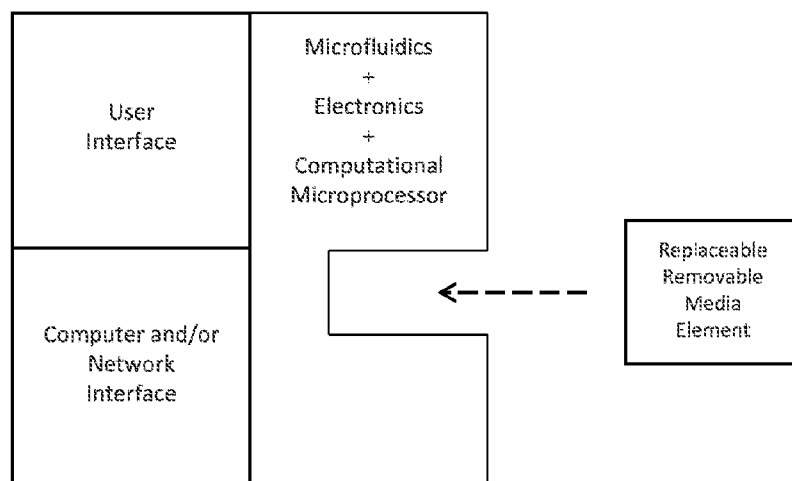 User
Interface
Microfluidics
+
Electronics
+
Computational
Microprocessor
Computer and/or
Network
Interface
Replaceable
Removable
Media
Element